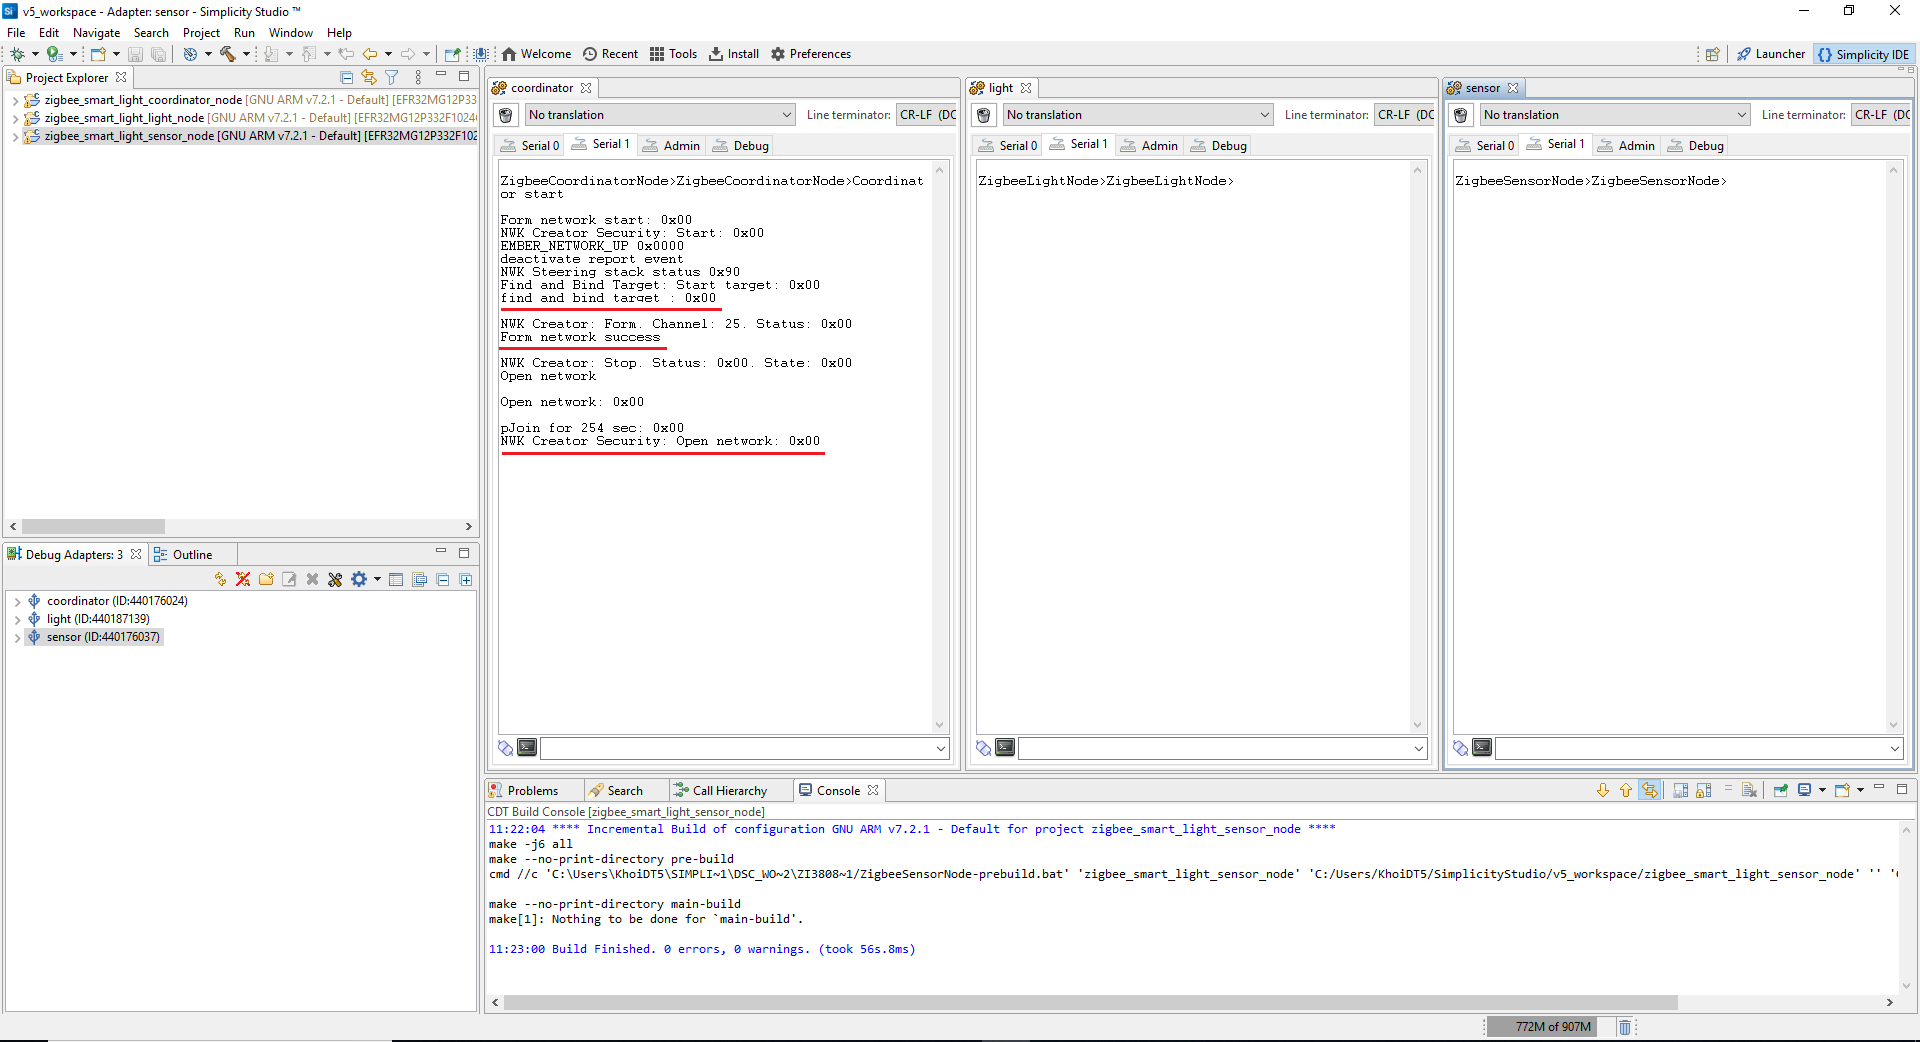 v5_workspace - Adapter: sensor - Simplicity Studio ™
File Edit Navigate Search Project Run Window Help
Welcome Recent Tools Install Preferences Launcher {} Simplicity IDE
Project Explorer
zigbee_smart_light_coordinator_node [GNU ARM v7.2.1 - Default] [EFR32MG12P33
zigbee_smart_light_light_node [GNU ARM v7.2.1 - Default] [EFR32MG12P332F1024
zigbee_smart_light_sensor_node [GNU ARM v7.2.1 - Default] [EFR32MG12P332F102
Debug Adapters: 3 Outline
coordinator (ID:440176024)
light (ID:440187139)
sensor (ID:440176037)
coordinator
No translation Line terminator: CR-LF (DC
Serial 0 Serial 1 Admin Debug
ZigbeeCoordinatorNode>ZigbeeCoordinatorNode>Coordinat
or start
Form network start: 0x00
NWK Creator Security: Start: 0x00
EMBER_NETWORK_UP 0x0000
deactivate report event
NWK Steering stack status 0x90
Find and Bind Target: Start target: 0x00
find and bind target : 0x00
NWK Creator: Form. Channel: 25. Status: 0x00
Form network success
NWK Creator: Stop. Status: 0x00. State: 0x00
Open network
Open network: 0x00
pJoin for 254 sec: 0x00
NWK Creator Security: Open network: 0x00
light
No translation Line terminator: CR-LF (DC
Serial 0 Serial 1 Admin Debug
ZigbeeLightNode>ZigbeeLightNode>
sensor
No translation Line terminator: CR-LF (DC
Serial 0 Serial 1 Admin Debug
ZigbeeSensorNode>ZigbeeSensorNode>
Problems Search Call Hierarchy Console
CDT Build Console [zigbee_smart_light_sensor_node]
11:22:04 **** Incremental Build of configuration GNU ARM v7.2.1 - Default for project zigbee_smart_light_sensor_node ****
make -j6 all
make --no-print-directory pre-build
cmd //c 'C:\Users\KhoiDT5\SIMPLI~1\DSC_WO~2\ZI3808~1/ZigbeeSensorNode-prebuild.bat' 'zigbee_smart_light_sensor_node' 'C:/Users/KhoiDT5/SimplicityStudio/v5_workspace/zigbee_smart_light_sensor_node' '' '
make --no-print-directory main-build
make[1]: Nothing to be done for `main-build'.
11:23:00 Build Finished. 0 errors, 0 warnings. (took 56s.8ms)
772M of 907M